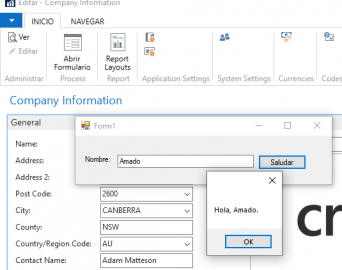 Editar - Company Information
INICIO NAVEGAR
Ver
Editar
Abrir Formulario
Report Layouts
Administrar Process Report Application Settings System Settings Currencies Codes
Company Information
General
Form1
Name:
Nombre: Amado Saludar
Address:
Address 2:
Post Code: 2600
City: CANBERRA
County: NSW
Country/Region Code: AU
Contact Name: Adam Matteson
Hola, Amado.
OK
cr